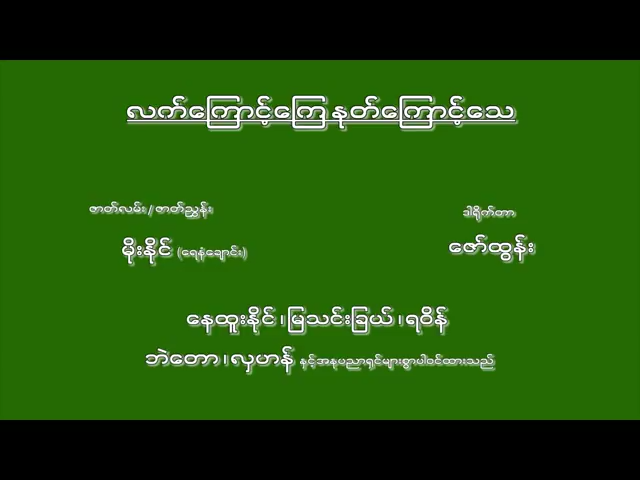 လက်ကြောင့်ကြေ နုတ်ကြောင့်သေ
ဇာတ်လမ်း / ဇာတ်ညွှန်း
ဒါရိုက်တာ
မိုးနိုင် (ရေနံချောင်း)
ဇော်ထွန်း
နေထူးနိုင် ၊ မြသင်းခြယ် ၊ ရဝိန်
ဘဲတော ၊ လှဟန် နှင့်အနုပညာရှင်များစွာပါဝင်ထားသည်